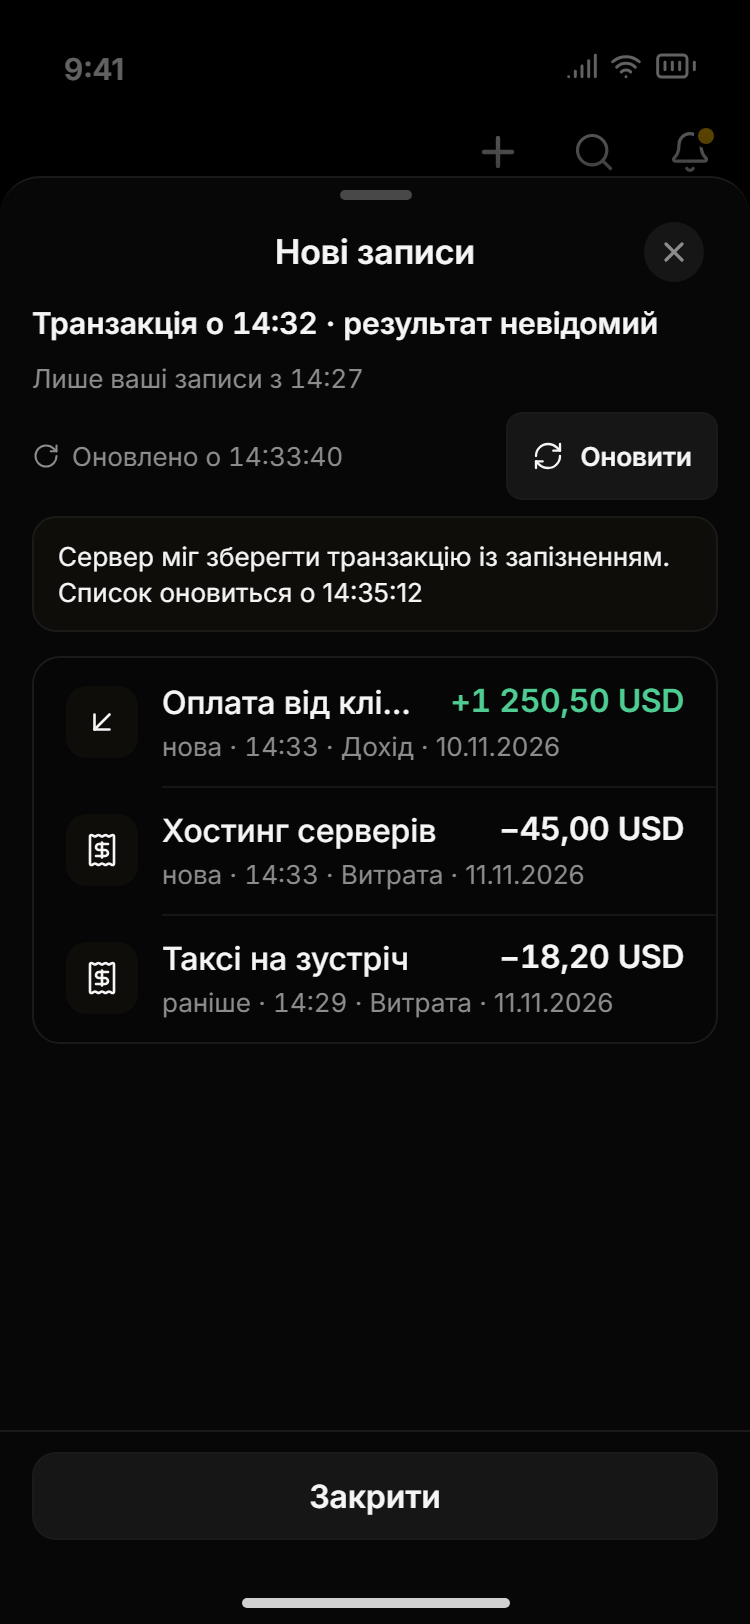 9:41
Нові записи
Транзакція о 14:32 · результат невідомий
Лише ваші записи з 14:27
Оновлено о 14:33:40
Оновити
Сервер міг зберегти транзакцію із запізненням.
Список оновиться о 14:35:12
Оплата від клі... +1 250,50 USD
нова · 14:33 · Дохід · 10.11.2026
Хостинг серверів −45,00 USD
нова · 14:33 · Витрата · 11.11.2026
Таксі на зустріч −18,20 USD
раніше · 14:29 · Витрата · 11.11.2026
Закрити